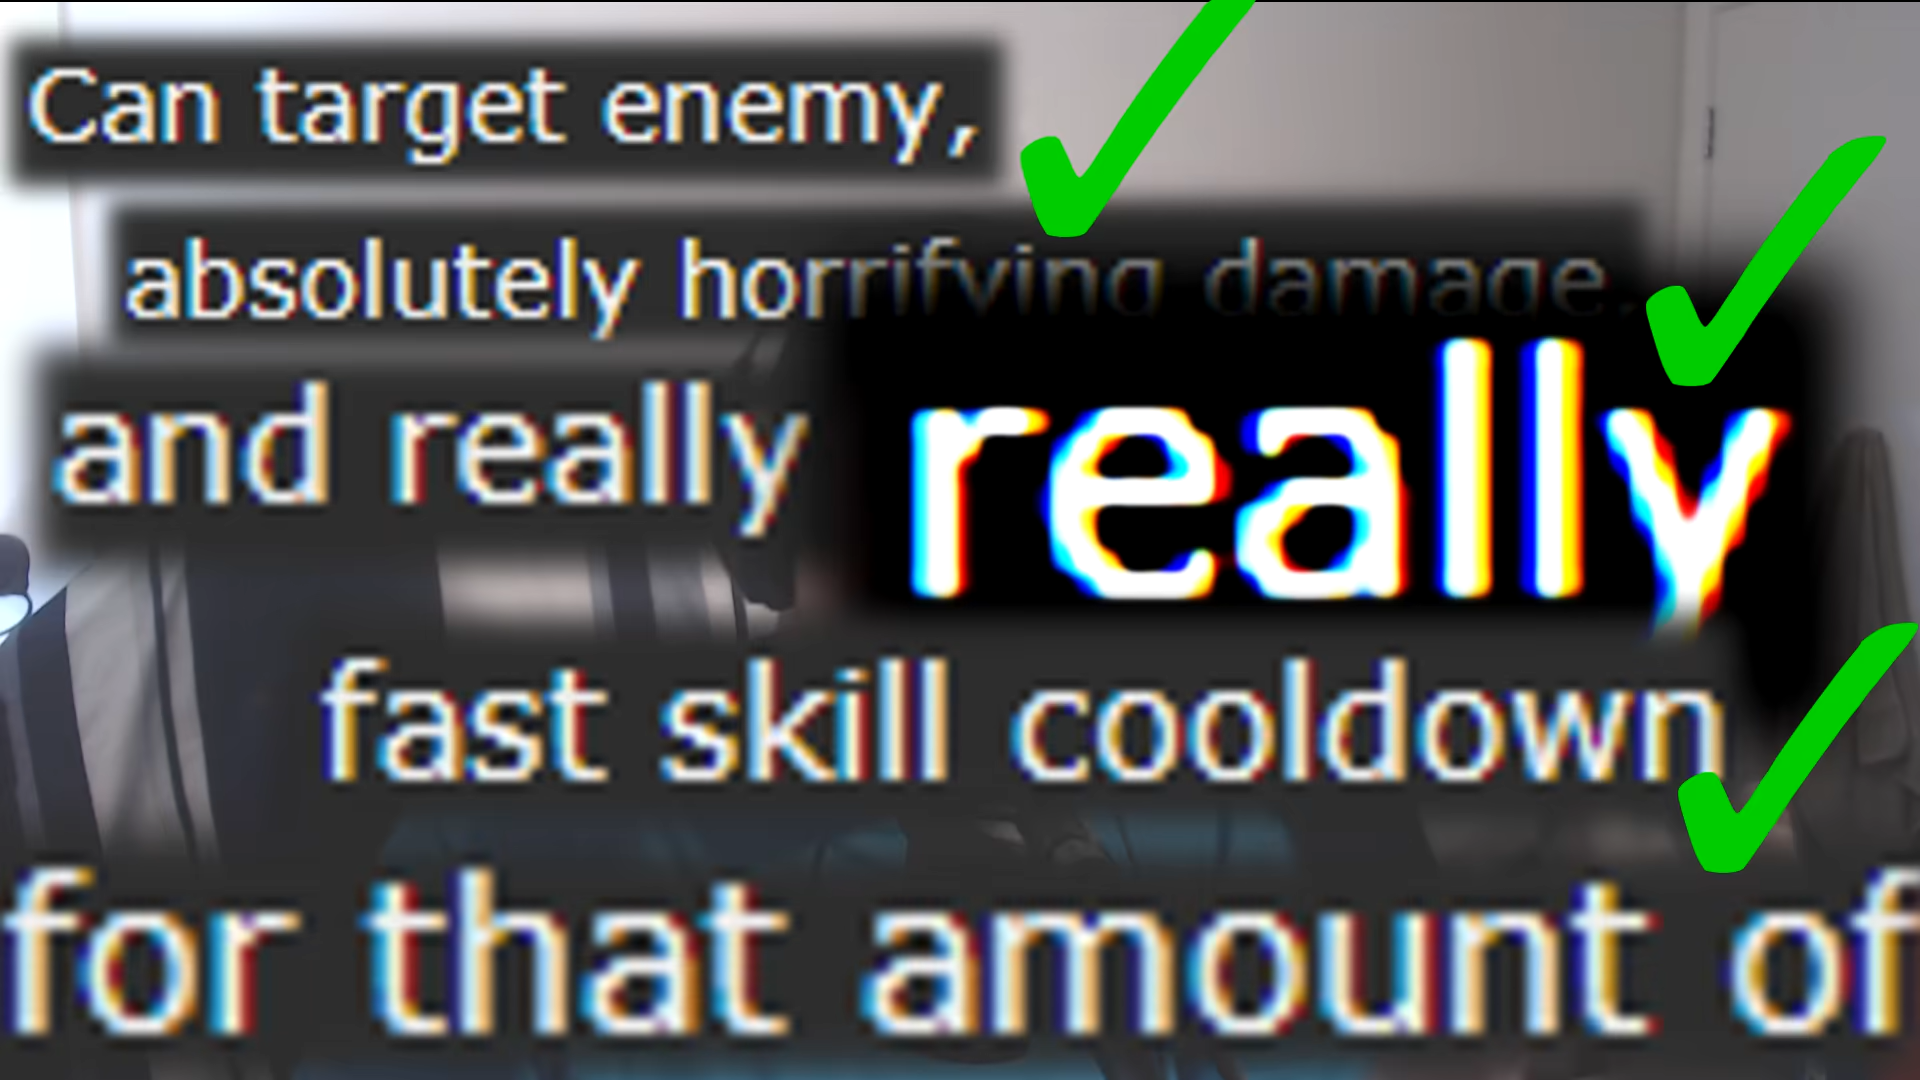 Can target enemy,
absolutely horrifying damage,
and really really
fast skill cooldown
for that amount of